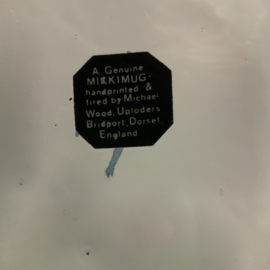 A Genuine
MIKKIMUG-
handprinted &
fired by Michael
Wood, Uploders
Bridport, Dorset,
England